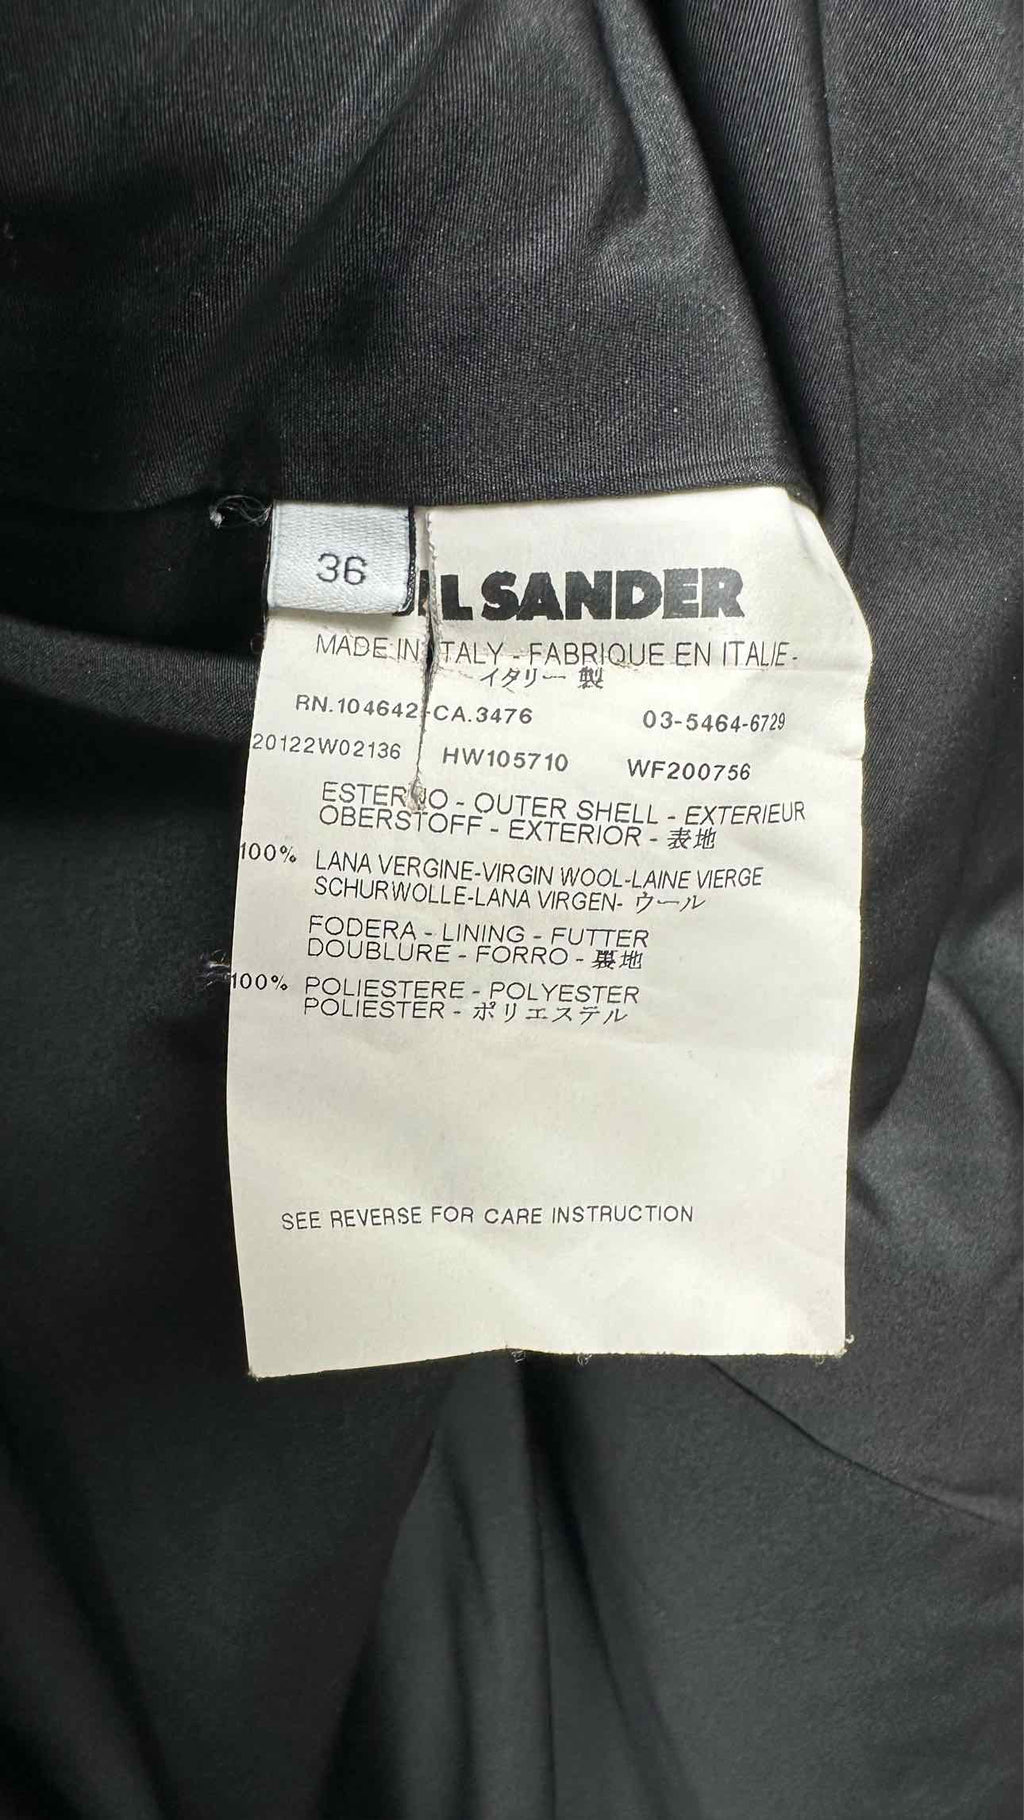 36
JIL SANDER
MADE IN ITALY - FABRIQUE EN ITALIE -
イタリー 製
RN.104642-CA.3476 03-5464-6729
20122W02136 HW105710 WF200756
ESTERNO - OUTER SHELL - EXTERIEUR
OBERSTOFF - EXTERIOR - 表地
100% LANA VERGINE-VIRGIN WOOL-LAINE VIERGE
SCHURWOLLE-LANA VIRGEN- ウール
FODERA - LINING - FUTTER
DOUBLURE - FORRO - 裏地
100% POLIESTERE - POLYESTER
POLIESTER - ポリエステル
SEE REVERSE FOR CARE INSTRUCTION